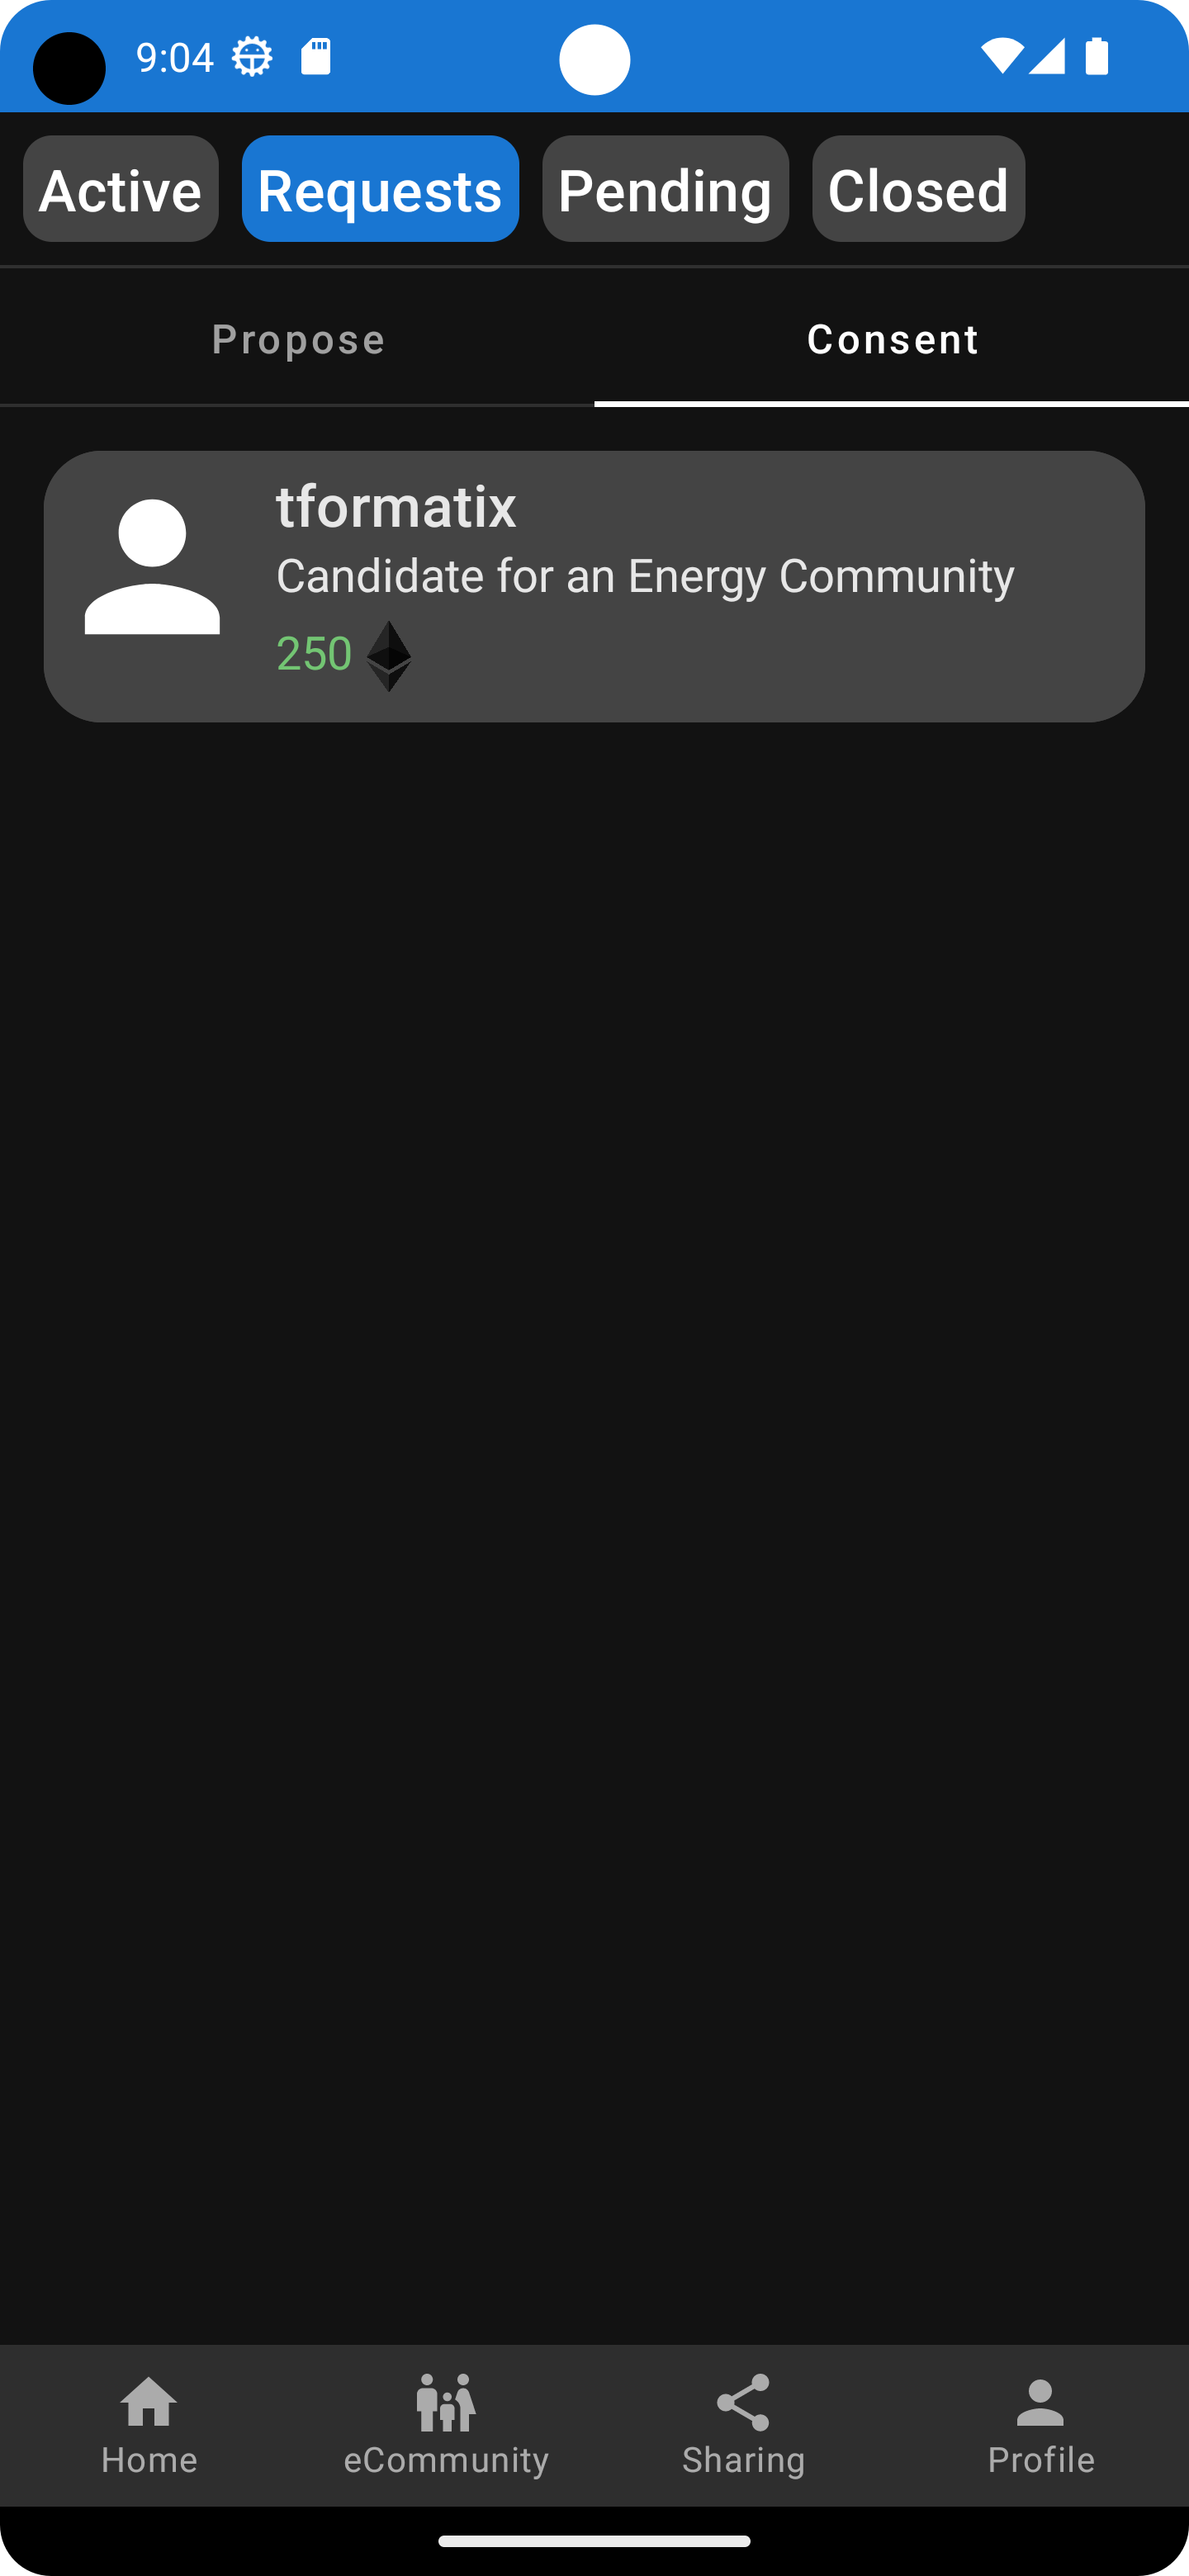 9:04
Active Requests Pending Closed
Propose Consent
tformatix
Candidate for an Energy Community
250
Home eCommunity Sharing Profile